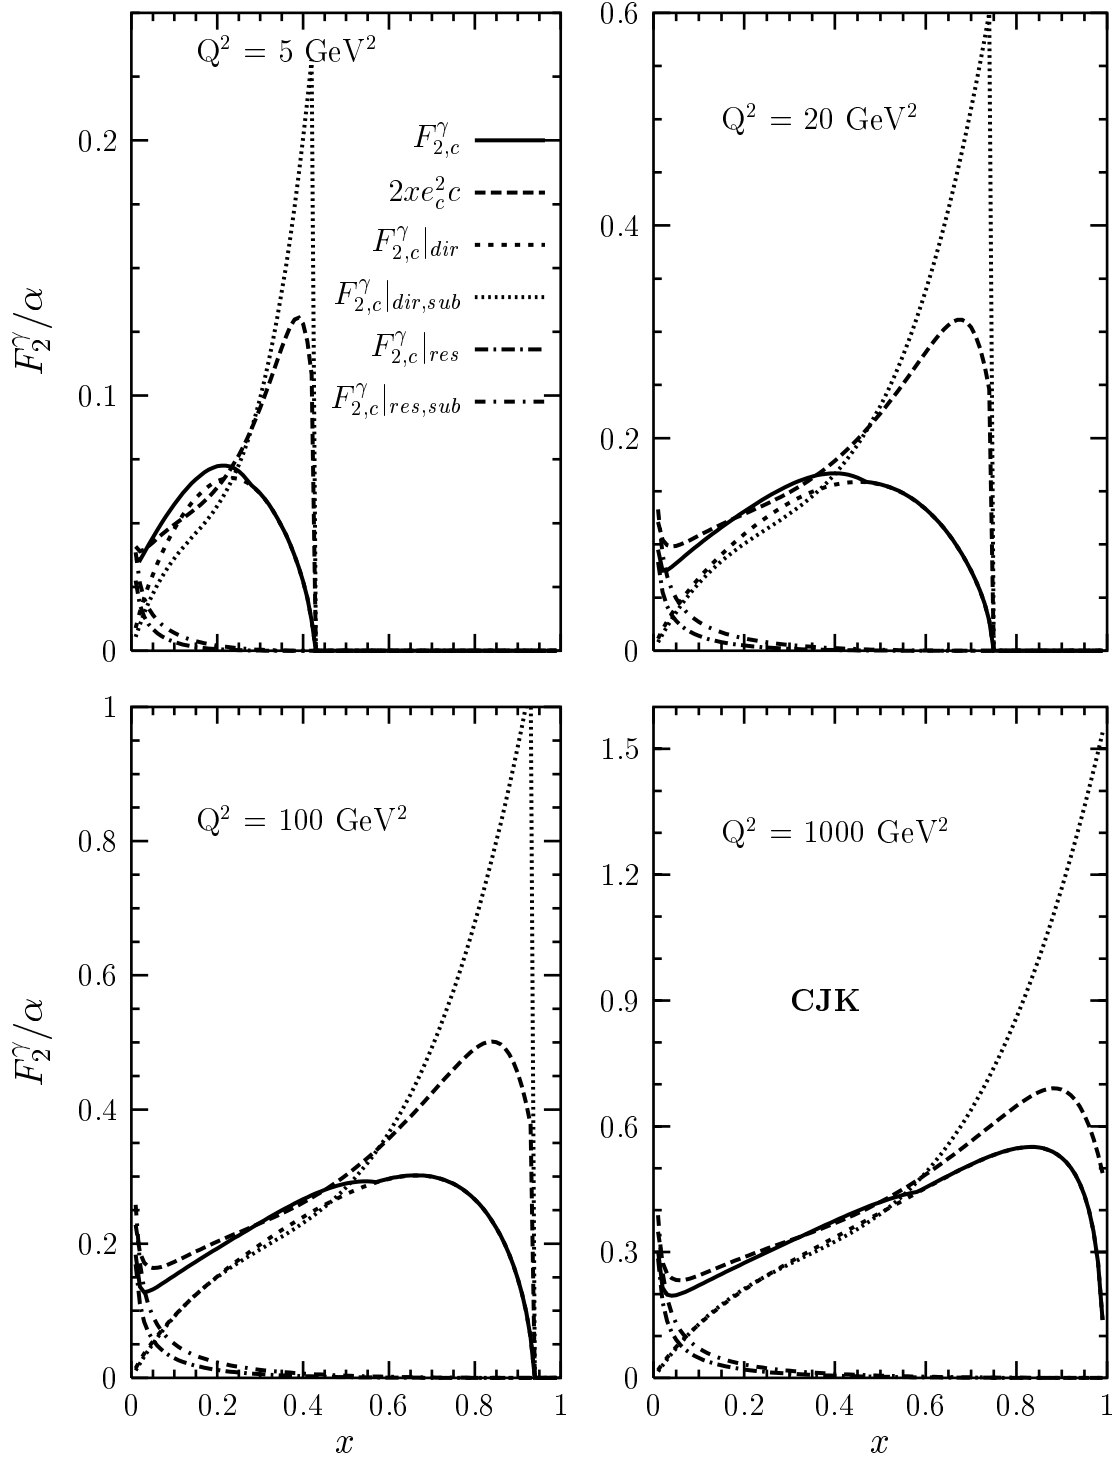 Q² = 5 GeV²
F^γ_{2,c}
2xe²_c c
F^γ_{2,c}|_{dir}
F^γ_{2,c}|_{dir,sub}
F^γ_{2,c}|_{res}
F^γ_{2,c}|_{res,sub}
F^γ_2/α
0.2
0.1
0
Q² = 20 GeV²
0.6
0.4
0.2
0
Q² = 100 GeV²
F^γ_2/α
1
0.8
0.6
0.4
0.2
0
0 0.2 0.4 0.6 0.8 1
x
Q² = 1000 GeV²
CJK
1.5
1.2
0.9
0.6
0.3
0
0 0.2 0.4 0.6 0.8 1
x